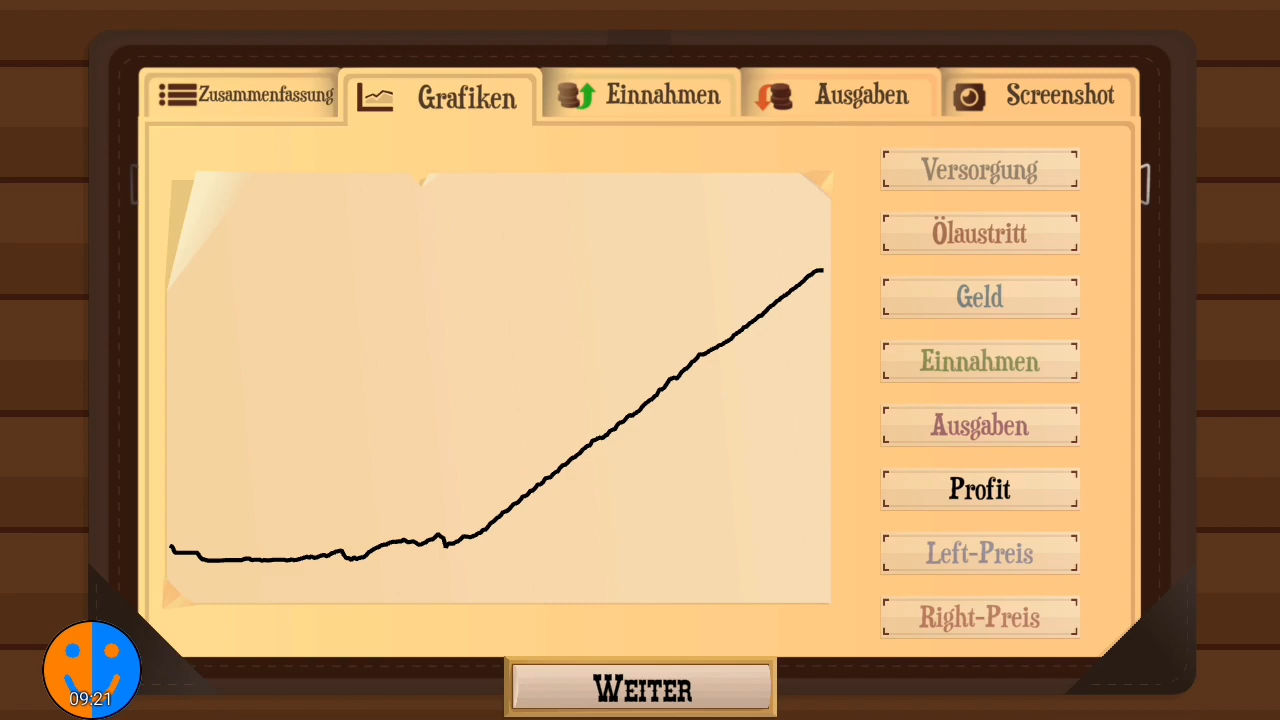 Zusammenfassung
Grafiken
Einnahmen
Ausgaben
Screenshot
Versorgung
Ölaustritt
Geld
Einnahmen
Ausgaben
Profit
Left-Preis
Right-Preis
09:21
Weiter